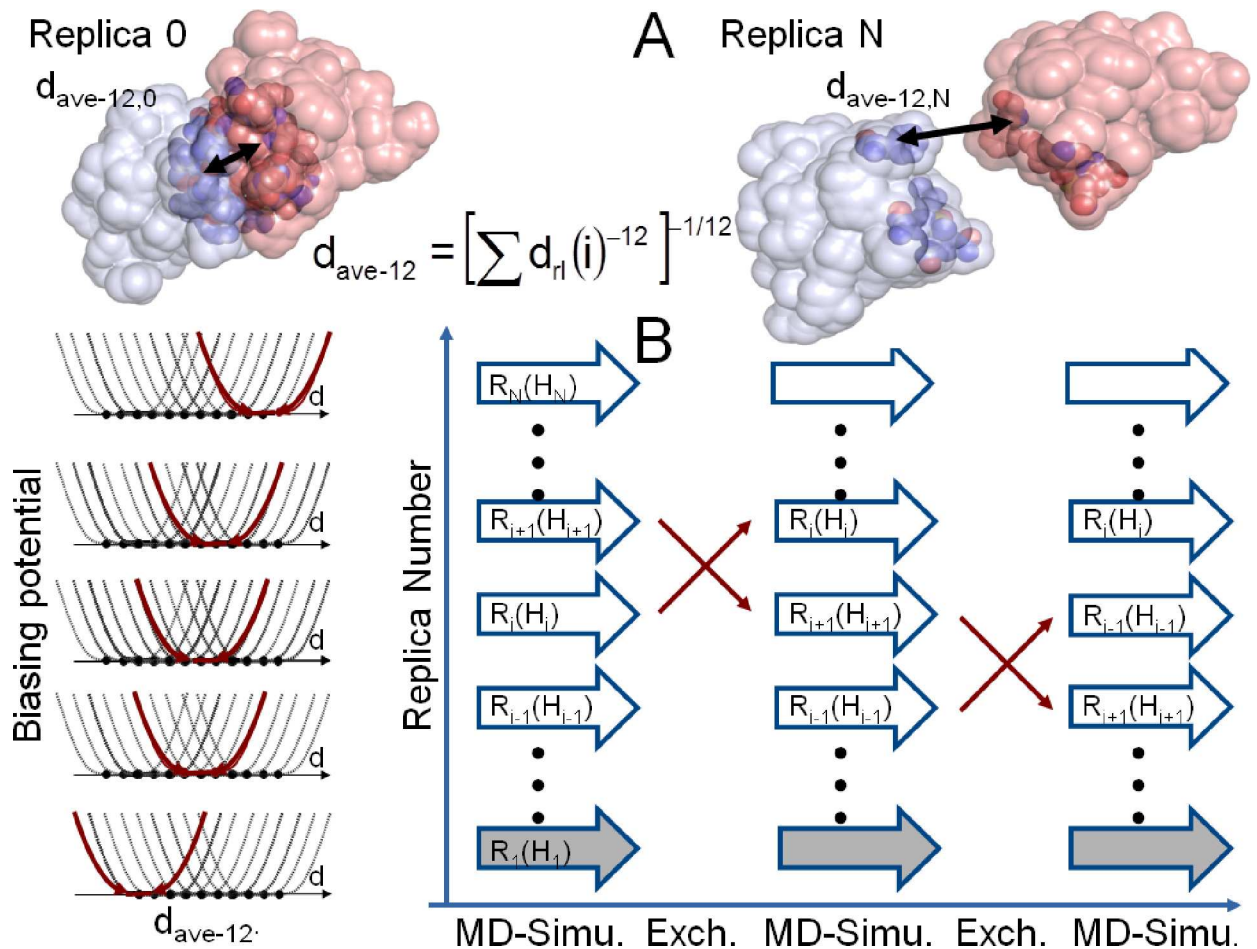 Replica 0
A
Replica N
d_ave-12,0
d_ave-12,N
d_ave-12 = [∑ d_rl(i)^−12]^−1/12
B
Biasing potential
d
d
d
d
d
d_ave-12.
Replica Number
R_N(H_N)
R_i+1(H_i+1)
R_i(H_i)
R_i(H_i)
R_i(H_i)
R_i+1(H_i+1)
R_i-1(H_i-1)
R_i-1(H_i-1)
R_i-1(H_i-1)
R_i+1(H_i+1)
R_1(H_1)
MD-Simu. Exch. MD-Simu. Exch. MD-Simu.